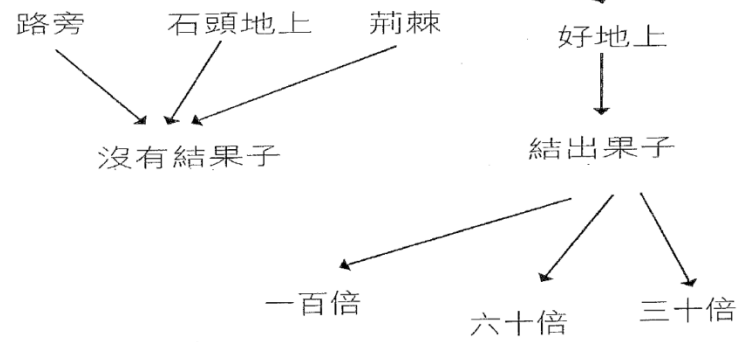 路旁 石頭地上 荊棘 好地上
沒有結果子 結出果子
一百倍 六十倍 三十倍